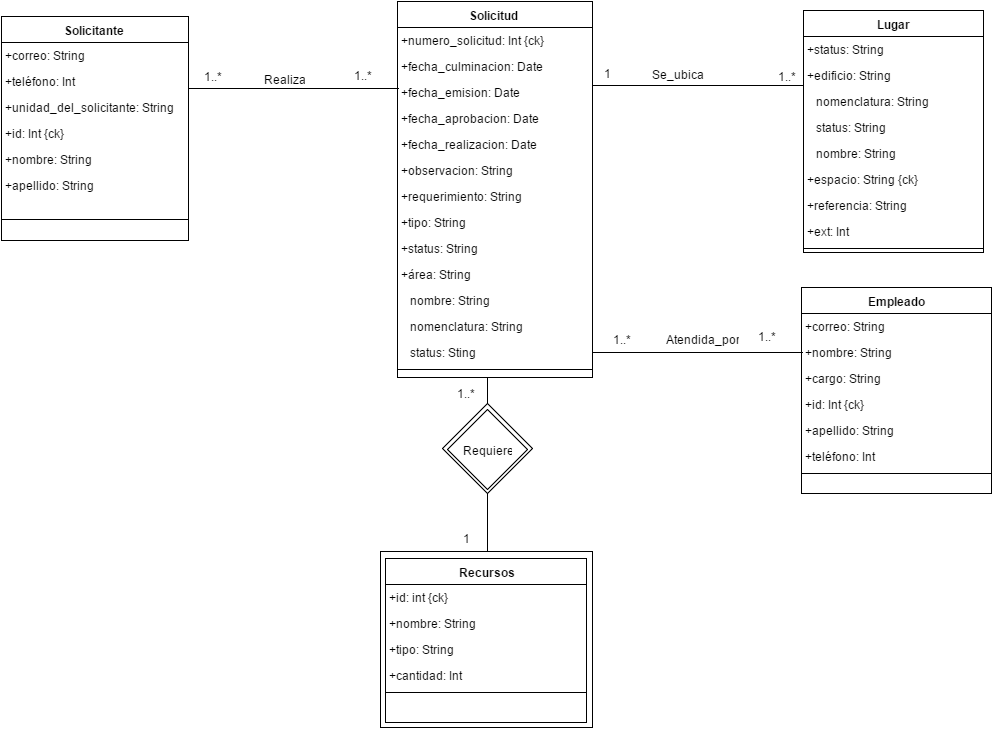 Solicitante
+correo: String
+teléfono: Int
+unidad_del_solicitante: String
+id: Int {ck}
+nombre: String
+apellido: String
1..*
Realiza
1..*
Solicitud
+numero_solicitud: Int {ck}
+fecha_culminacion: Date
+fecha_emision: Date
+fecha_aprobacion: Date
+fecha_realizacion: Date
+observacion: String
+requerimiento: String
+tipo: String
+status: String
+área: String
nombre: String
nomenclatura: String
status: Sting
1
Se_ubica
1..*
Lugar
+status: String
+edificio: String
nomenclatura: String
status: String
nombre: String
+espacio: String {ck}
+referencia: String
+ext: Int
1..*
Atendida_por
1..*
Empleado
+correo: String
+nombre: String
+cargo: String
+id: Int {ck}
+apellido: String
+teléfono: Int
1..*
Requiere
1
Recursos
+id: int {ck}
+nombre: String
+tipo: String
+cantidad: Int